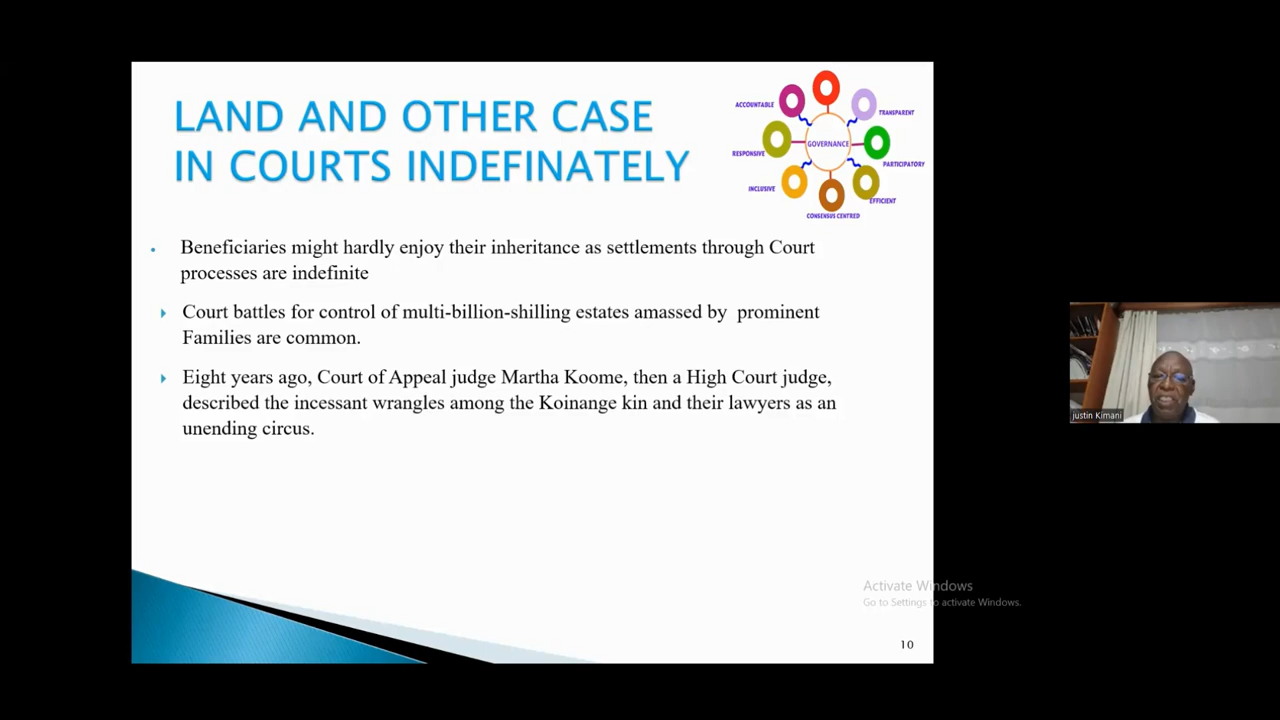 LAND AND OTHER CASE
IN COURTS INDEFINATELY
ACCOUNTABLE
TRANSPARENT
RESPONSIVE
GOVERNANCE
PARTICIPATORY
INCLUSIVE
EFFICIENT
CONSENSUS CENTRED
Beneficiaries might hardly enjoy their inheritance as settlements through Court
processes are indefinite
Court battles for control of multi-billion-shilling estates amassed by prominent
Families are common.
Eight years ago, Court of Appeal judge Martha Koome, then a High Court judge,
described the incessant wrangles among the Koinange kin and their lawyers as an
unending circus.
justin Kimani
Activate Windows
Go to Settings to activate Windows.
10